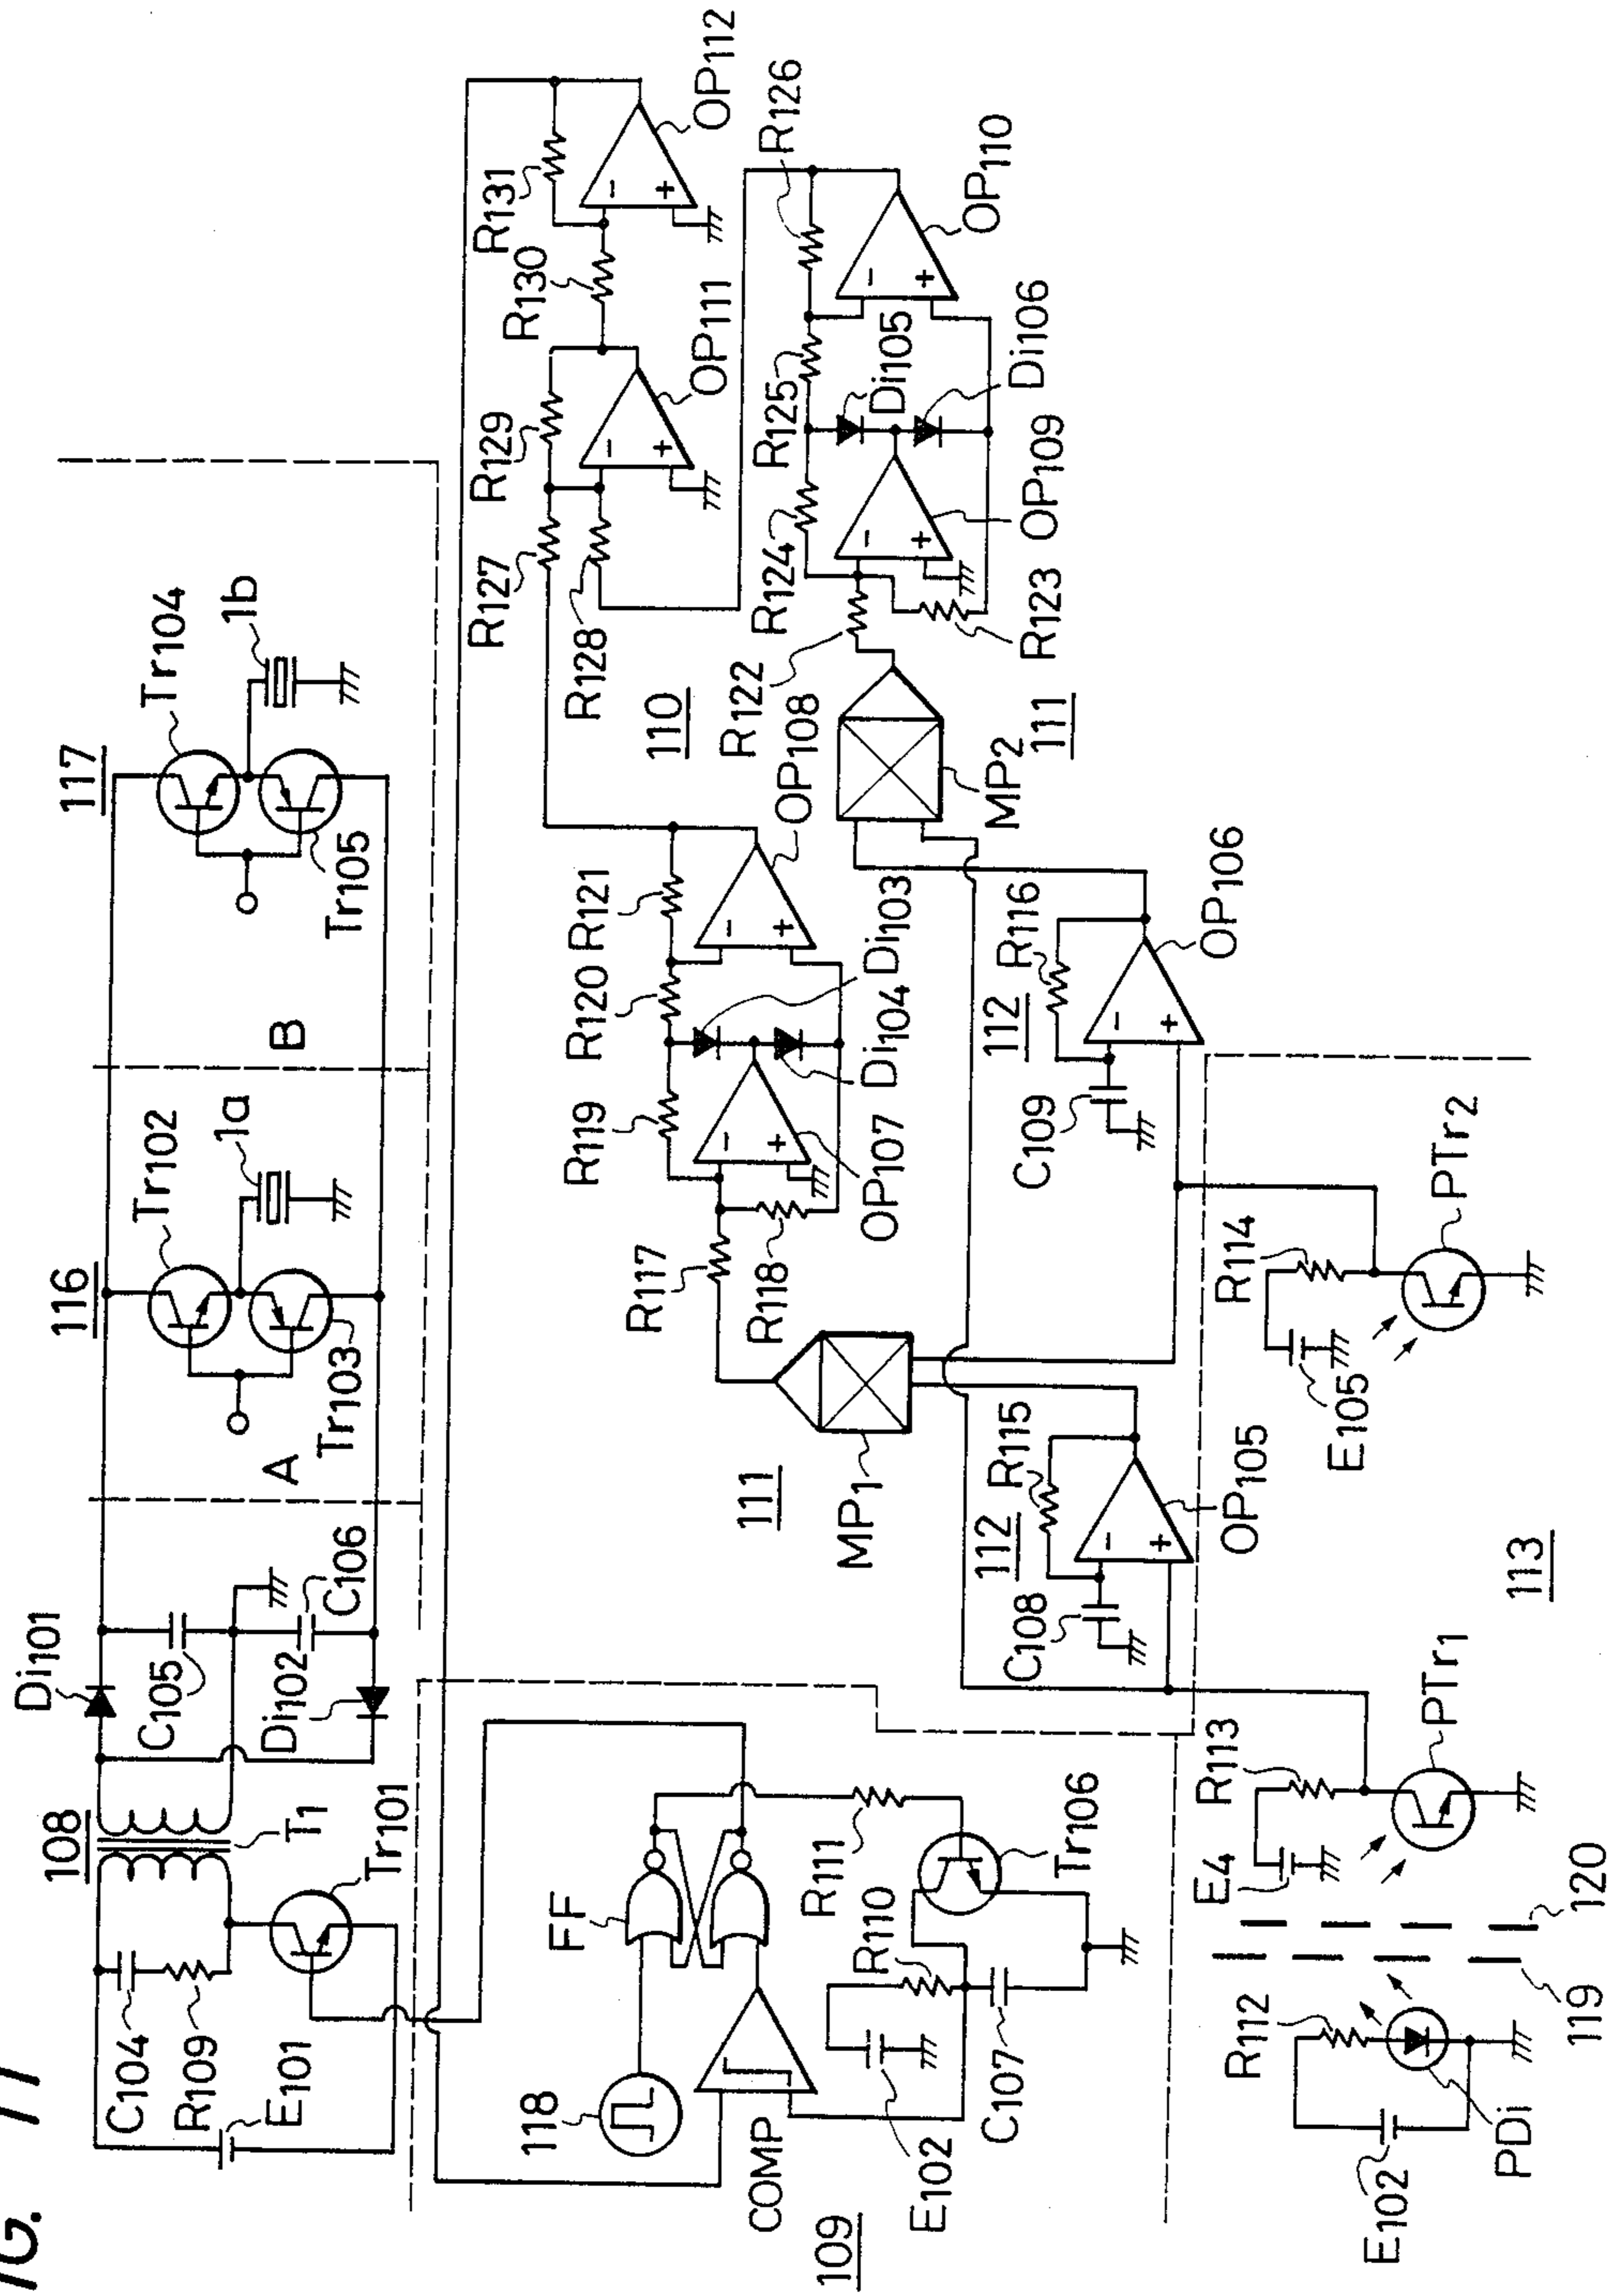 FIG. 11
108
T1
C104
R109
E101
Tr101
Di101
C105
Di102
C106
116
Tr102
1a
Tr103
A
117
Tr104
1b
Tr105
B
118
FF
COMP
109
E102
R110
C107
R111
Tr106
R127
R128
R129
OP111
R130
R131
OP112
110
R117
R118
R119
OP107
R120
R121
Di103
Di104
OP108
-
+
-
+
-
+
-
+
111
MP1
111
MP2
R122
R123
R124
OP109
R125
Di105
Di106
R126
OP110
-
+
-
+
112
R115
C108
OP105
-
+
112
R116
C109
OP106
-
+
113
E102
R112
PDi
119
120
E4
R113
PTr1
E105
R114
PTr2